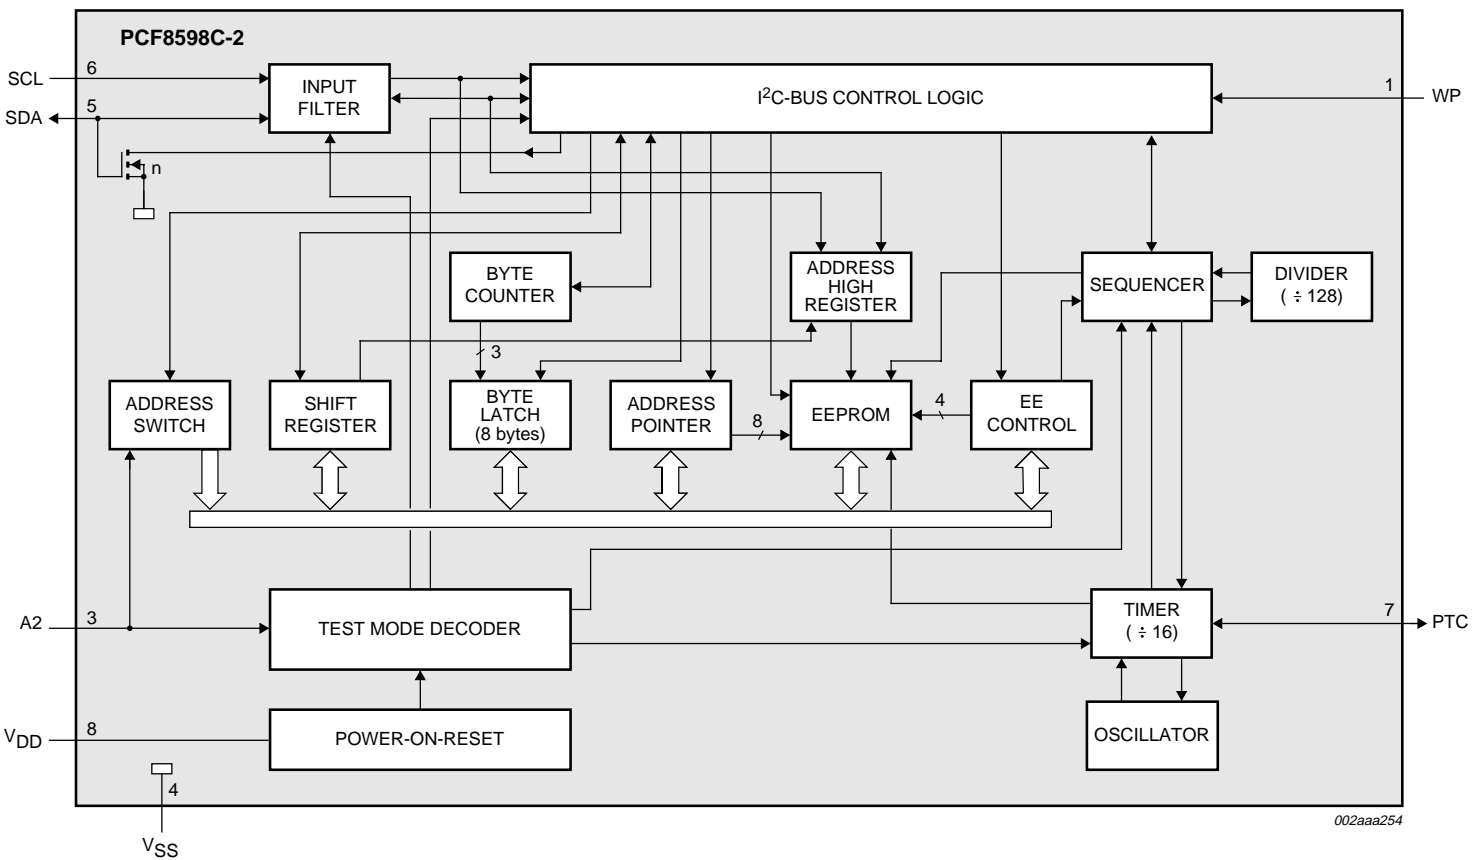 PCF8598C-2
SCL
6
SDA
5
INPUT
FILTER
I2C-BUS CONTROL LOGIC
1
WP
n
BYTE
COUNTER
ADDRESS
HIGH
REGISTER
SEQUENCER
DIVIDER
( ÷ 128)
3
ADDRESS
SWITCH
SHIFT
REGISTER
BYTE
LATCH
(8 bytes)
ADDRESS
POINTER
8
EEPROM
4
EE
CONTROL
A2
3
TEST MODE DECODER
TIMER
( ÷ 16)
7
PTC
VDD
8
POWER-ON-RESET
OSCILLATOR
4
VSS
002aaa254